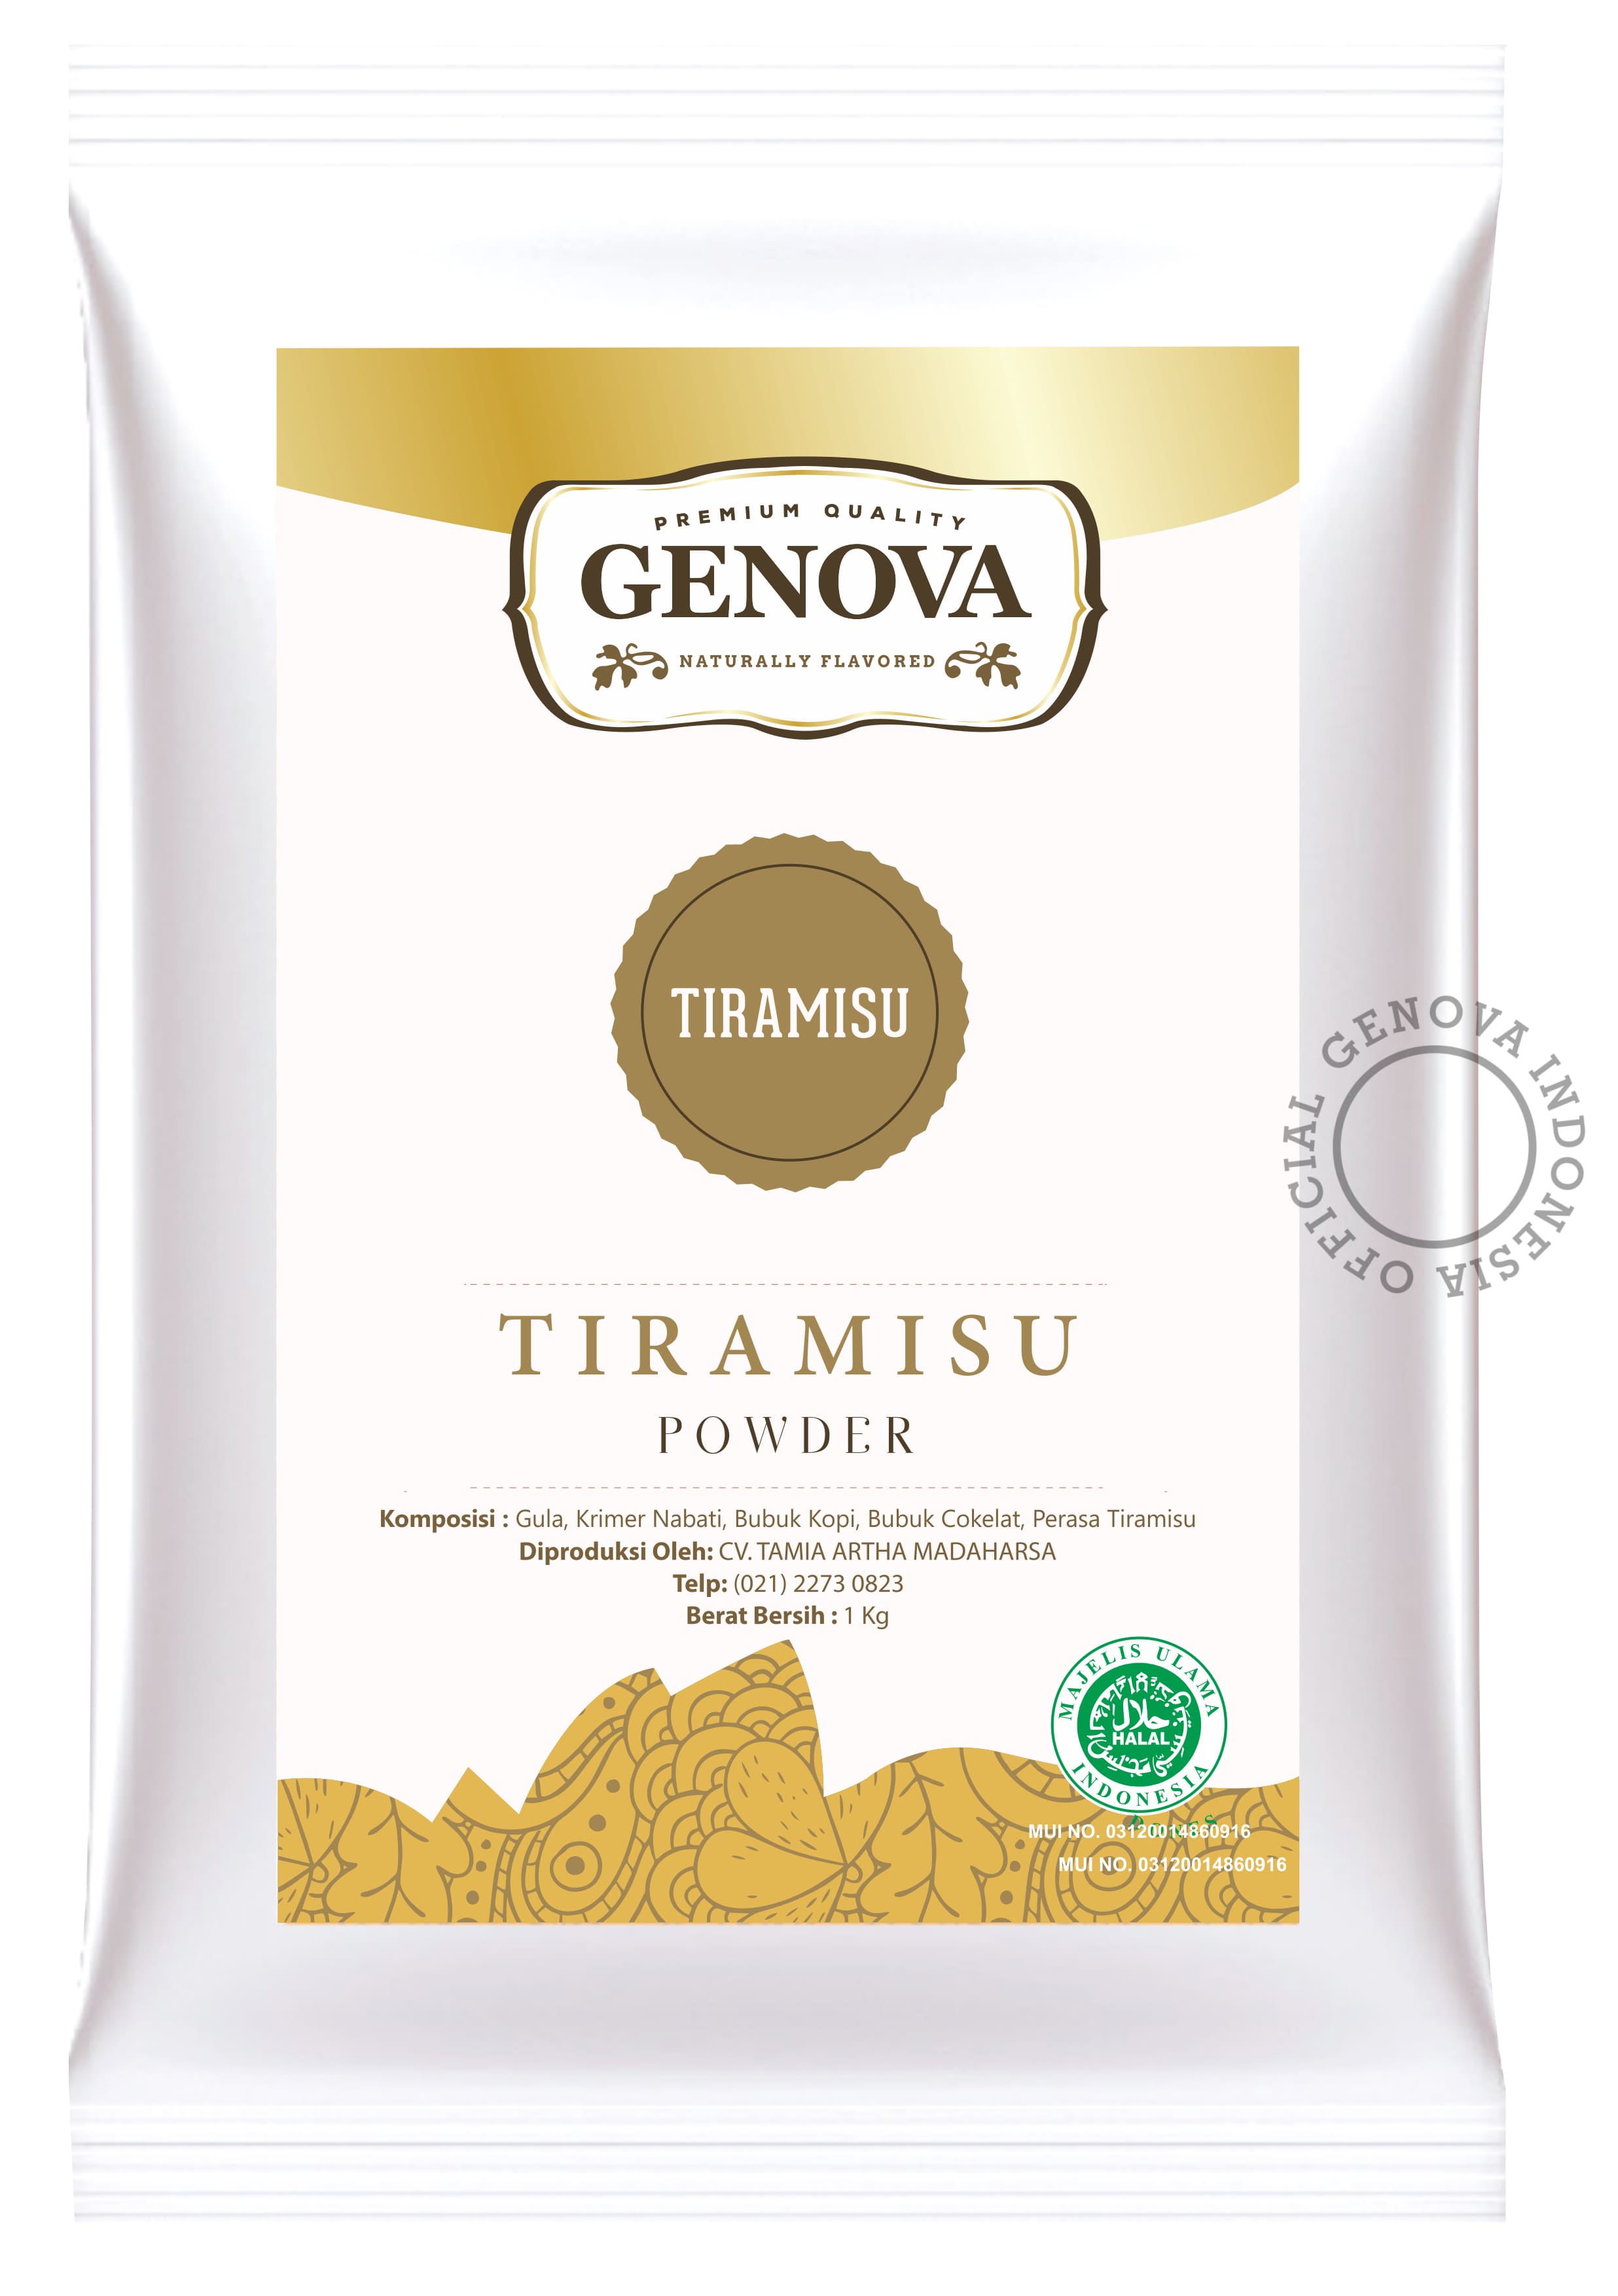 PREMIUM QUALITY
GENOVA
NATURALLY FLAVORED
TIRAMISU
GENOVA INDONESIA OFFICIAL
TIRAMISU
POWDER
Komposisi : Gula, Krimer Nabati, Bubuk Kopi, Bubuk Cokelat, Perasa Tiramisu
Diproduksi Oleh: CV. TAMIA ARTHA MADAHARSA
Telp: (021) 2273 0823
Berat Bersih : 1 Kg
MAJELIS ULAMA
حلال
HALAL
INDONESIA
MUI NO. 03120014860916
MUI NO. 03120014860916